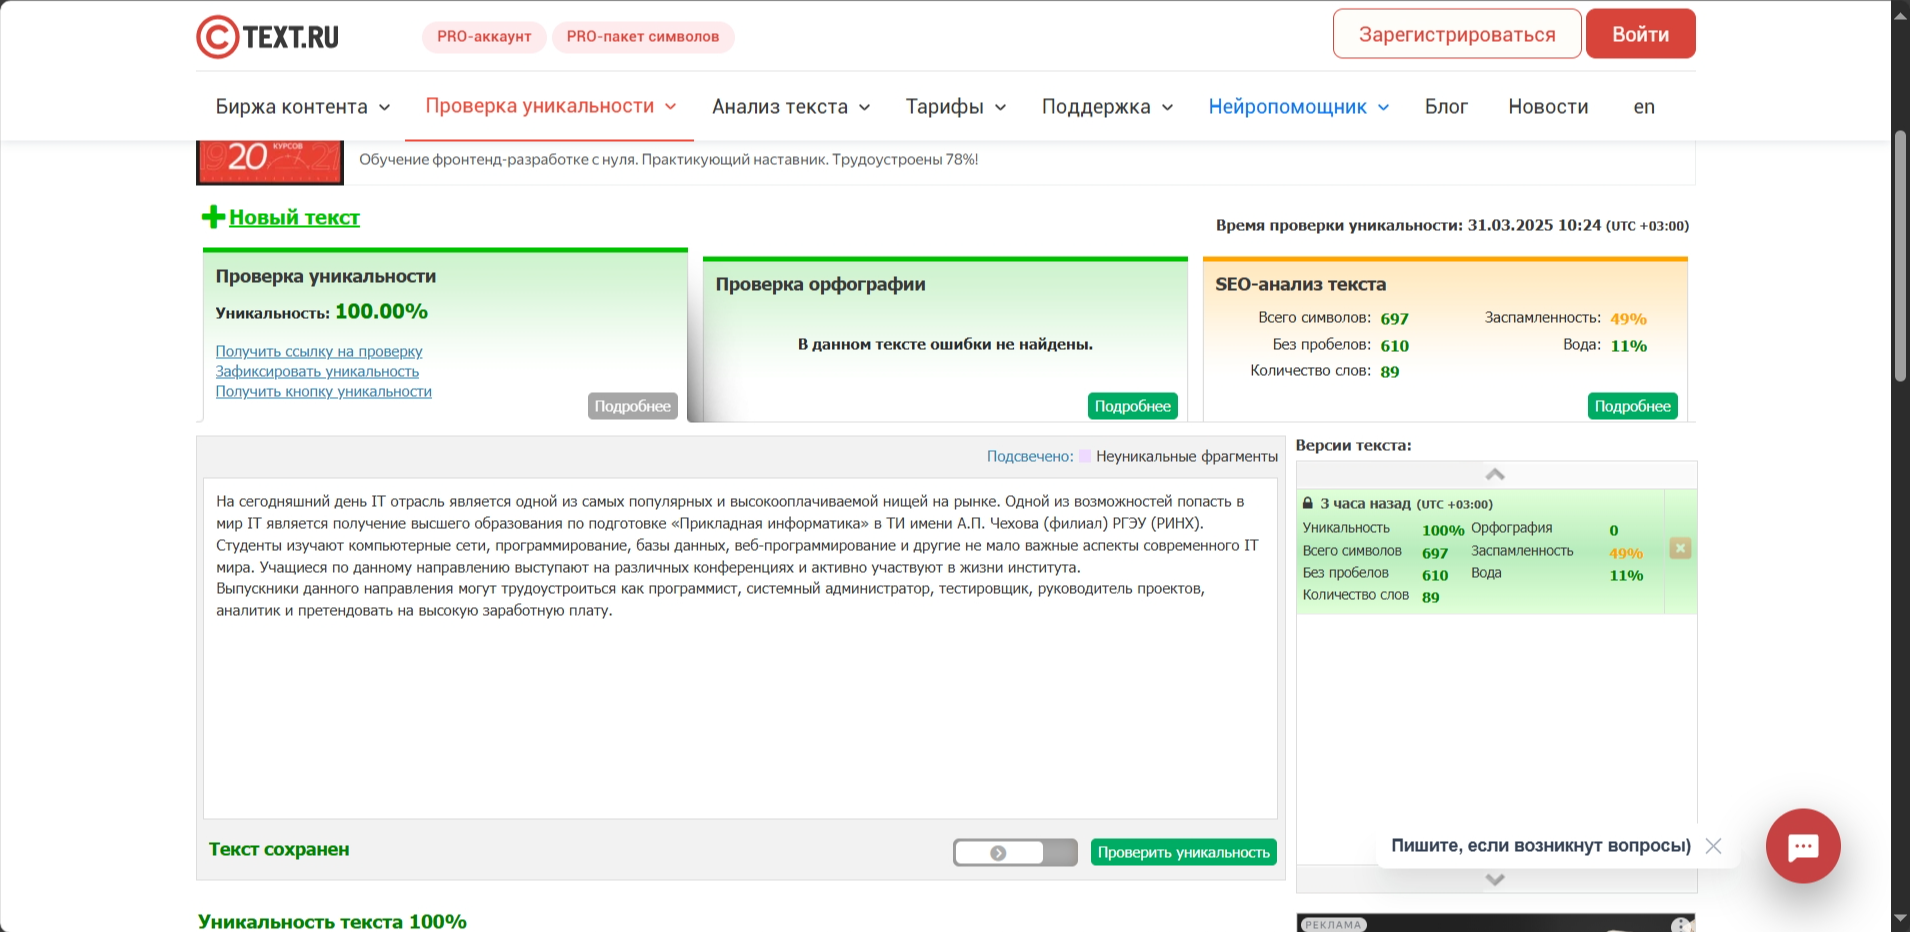 TEXT.RU
PRO-аккаунт
PRO-пакет символов
Зарегистрироваться
Войти
Биржа контента
Проверка уникальности
Анализ текста
Тарифы
Поддержка
Нейропомощник
Блог
Новости
en
20
КУРСОВ
Обучение фронтенд-разработке с нуля. Практикующий наставник. Трудоустроены 78%!
Новый текст
Время проверки уникальности: 31.03.2025 10:24 (UTC +03:00)
Проверка уникальности
Уникальность: 100.00%
Получить ссылку на проверку
Зафиксировать уникальность
Получить кнопку уникальности
Подробнее
Проверка орфографии
В данном тексте ошибки не найдены.
Подробнее
SEO-анализ текста
Всего символов: 697
Заспамленность: 49%
Без пробелов: 610
Вода: 11%
Количество слов: 89
Подробнее
Подсвечено: Неуникальные фрагменты
На сегодняшний день IT отрасль является одной из самых популярных и высокооплачиваемой нищей на рынке. Одной из возможностей попасть в
мир IT является получение высшего образования по подготовке «Прикладная информатика» в ТИ имени А.П. Чехова (филиал) РГЭУ (РИНХ).
Студенты изучают компьютерные сети, программирование, базы данных, веб-программирование и другие не мало важные аспекты современного IT
мира. Учащиеся по данному направлению выступают на различных конференциях и активно участвуют в жизни института.
Выпускники данного направления могут трудоустроиться как программист, системный администратор, тестировщик, руководитель проектов,
аналитик и претендовать на высокую заработную плату.
Текст сохранен
Проверить уникальность
Версии текста:
3 часа назад (UTC +03:00)
Уникальность 100% Орфография 0
Всего символов 697 Заспамленность 49%
Без пробелов 610 Вода 11%
Количество слов 89
Пишите, если возникнут вопросы)
Уникальность текста 100%
РЕКЛАМА